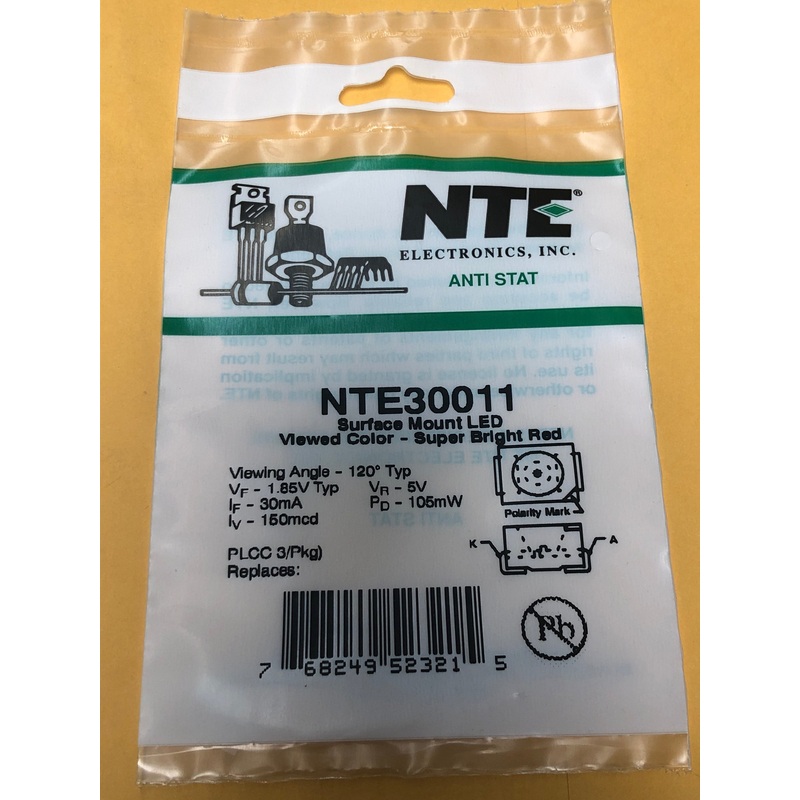 NTE®
ELECTRONICS, INC.
ANTI STAT
NTE30011
Surface Mount LED
Viewed Color - Super Bright Red
Viewing Angle - 120° Typ
VF - 1.85V Typ VR - 5V
IF - 30mA PD - 105mW
IV - 150mcd
Polarity Mark
K A
PLCC 3/Pkg)
Replaces:
Pb
7 68249 52321 5